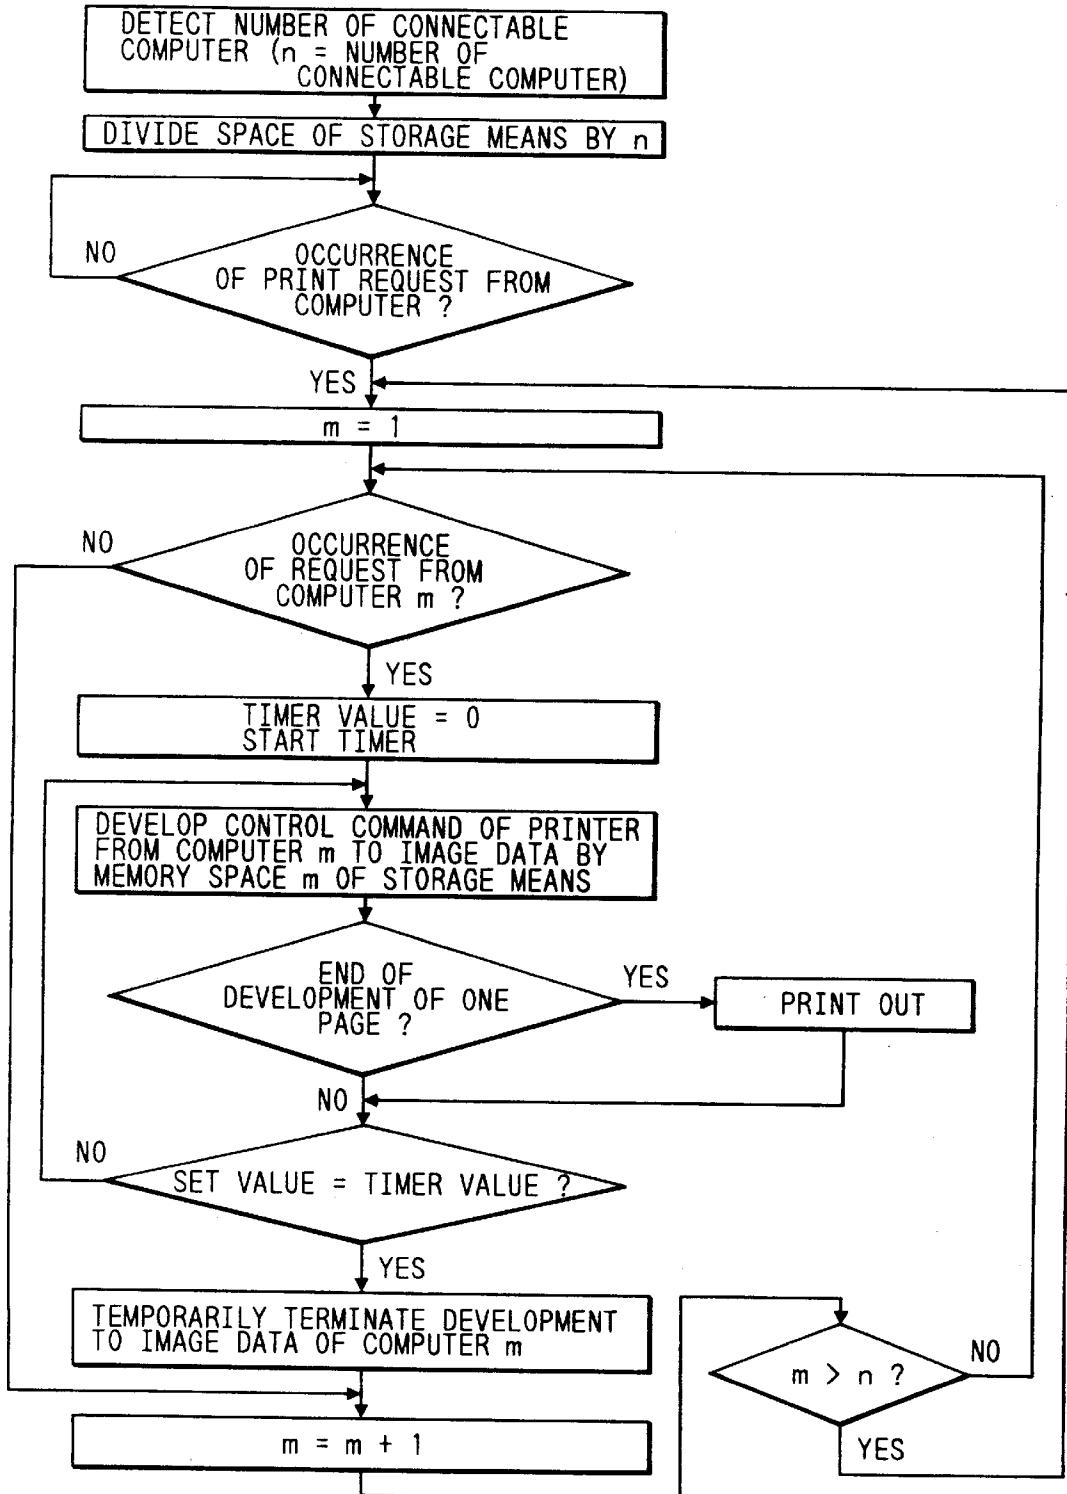 DETECT NUMBER OF CONNECTABLE
COMPUTER (n = NUMBER OF
CONNECTABLE COMPUTER)
DIVIDE SPACE OF STORAGE MEANS BY n
NO
OCCURRENCE
OF PRINT REQUEST FROM
COMPUTER ?
YES
m = 1
NO
OCCURRENCE
OF REQUEST FROM
COMPUTER m ?
YES
TIMER VALUE = 0
START TIMER
DEVELOP CONTROL COMMAND OF PRINTER
FROM COMPUTER m TO IMAGE DATA BY
MEMORY SPACE m OF STORAGE MEANS
END OF
DEVELOPMENT OF ONE
PAGE ?
YES
PRINT OUT
NO
NO
SET VALUE = TIMER VALUE ?
YES
TEMPORARILY TERMINATE DEVELOPMENT
TO IMAGE DATA OF COMPUTER m
m > n ?
NO
YES
m = m + 1